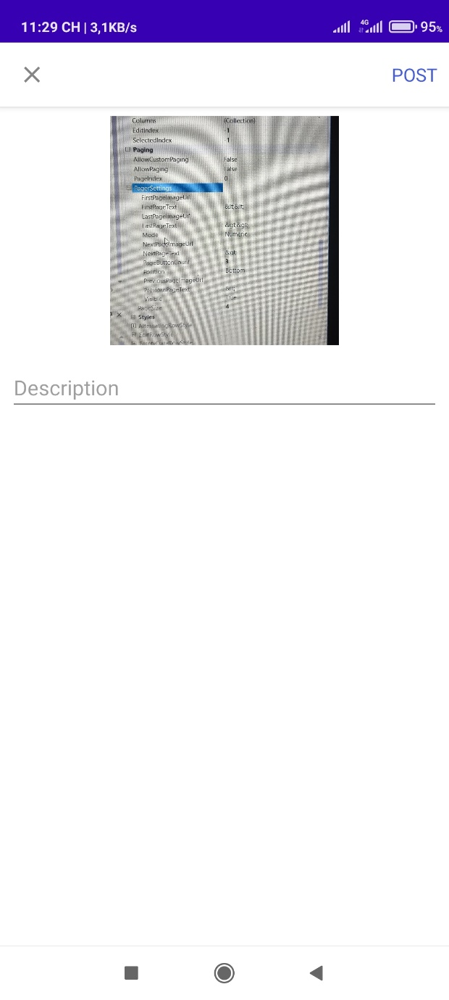 11:29 CH | 3,1KB/s 4G 95%
POST
Columns (Collection)
EditIndex -1
SelectedIndex -1
Paging
AllowCustomPaging False
AllowPaging False
PageIndex 0
PagerSettings
FirstPageImageUrl
FirstPageText &lt;&lt;
LastPageImageUrl
LastPageText &gt;&gt;
Mode Numeric
NextPageImageUrl
NextPageText &gt;
PageButtonCount 3
Position Bottom
PreviousPageImageUrl
PreviousPageText &lt;
Visible True
PageSize 4
Styles
AlternatingRowStyle
EditRowStyle
EmptyDataRowStyle
Description